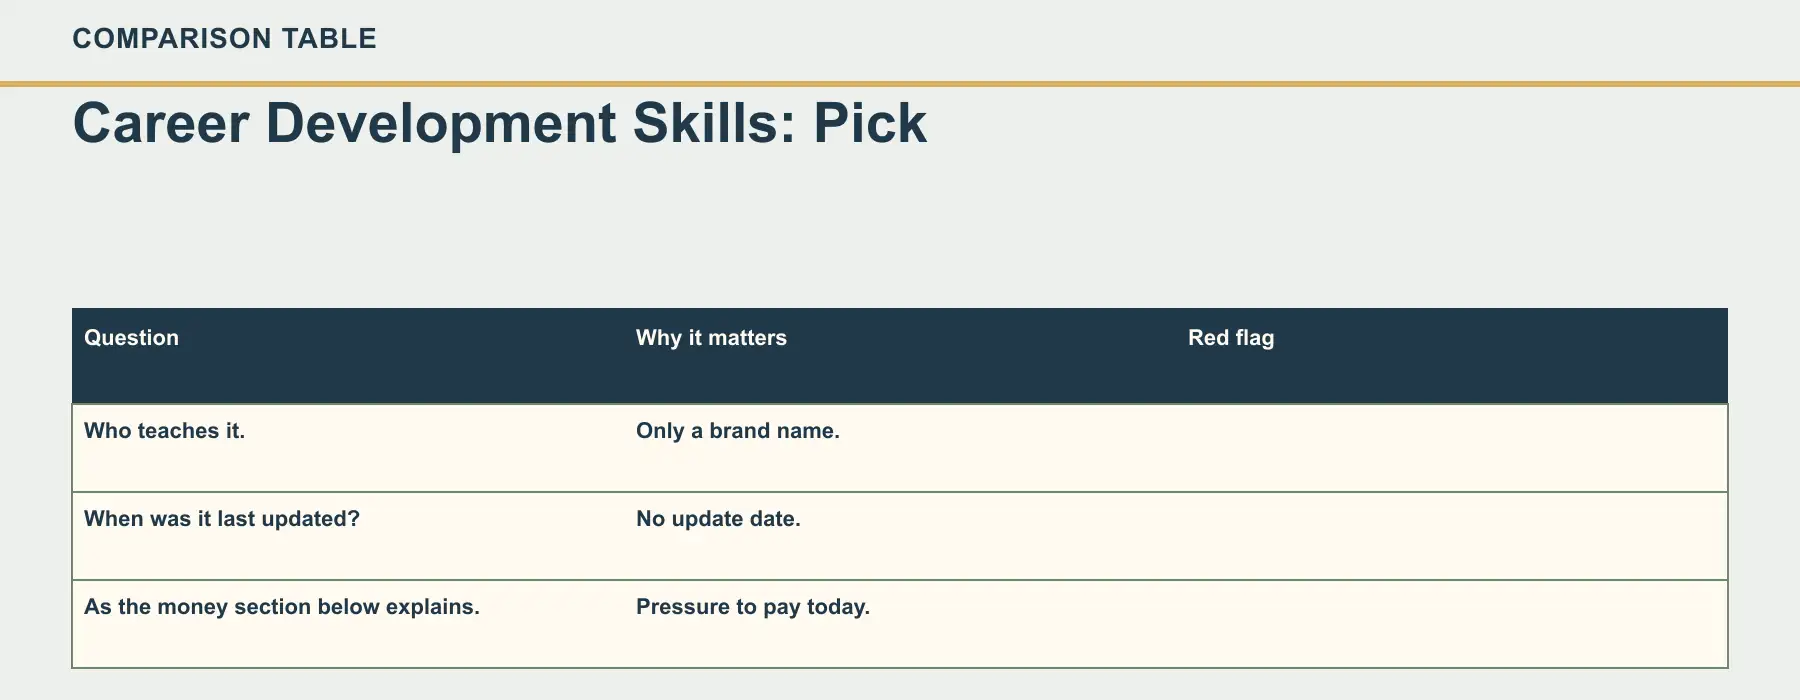 COMPARISON TABLE
Career Development Skills: Pick
Question Why it matters Red flag
Who teaches it. Only a brand name.
When was it last updated? No update date.
As the money section below explains. Pressure to pay today.